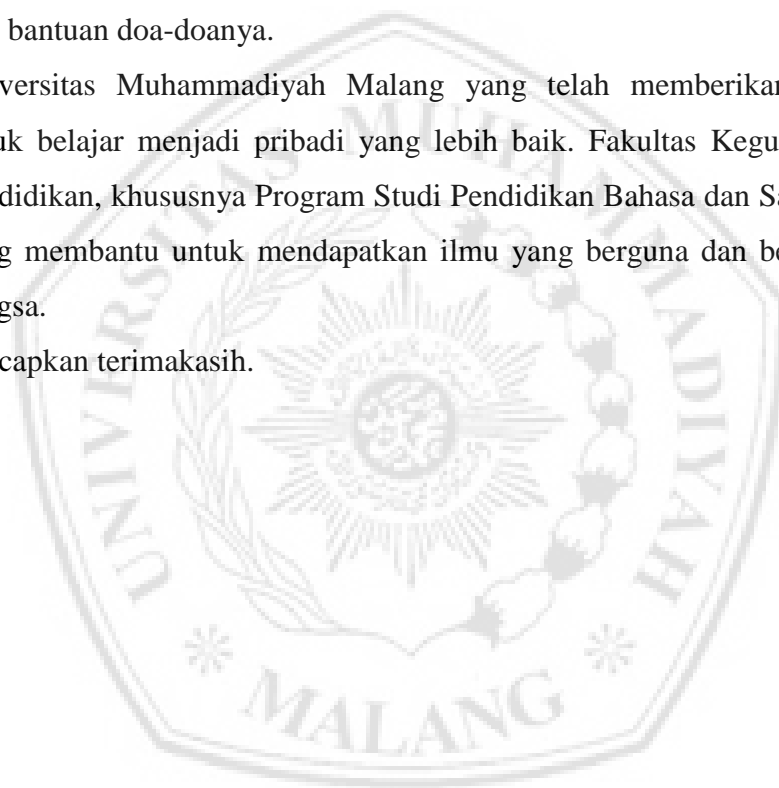 bantuan doa-doanya.
versitas Muhammadiyah Malang yang telah memberikan
uk belajar menjadi pribadi yang lebih baik. Fakultas Kegu
didikan, khususnya Program Studi Pendidikan Bahasa dan Sa
g membantu untuk mendapatkan ilmu yang berguna dan be
gsa.
capkan terimakasih.
UNIVERSITAS MUHAMMADIYAH
MALANG